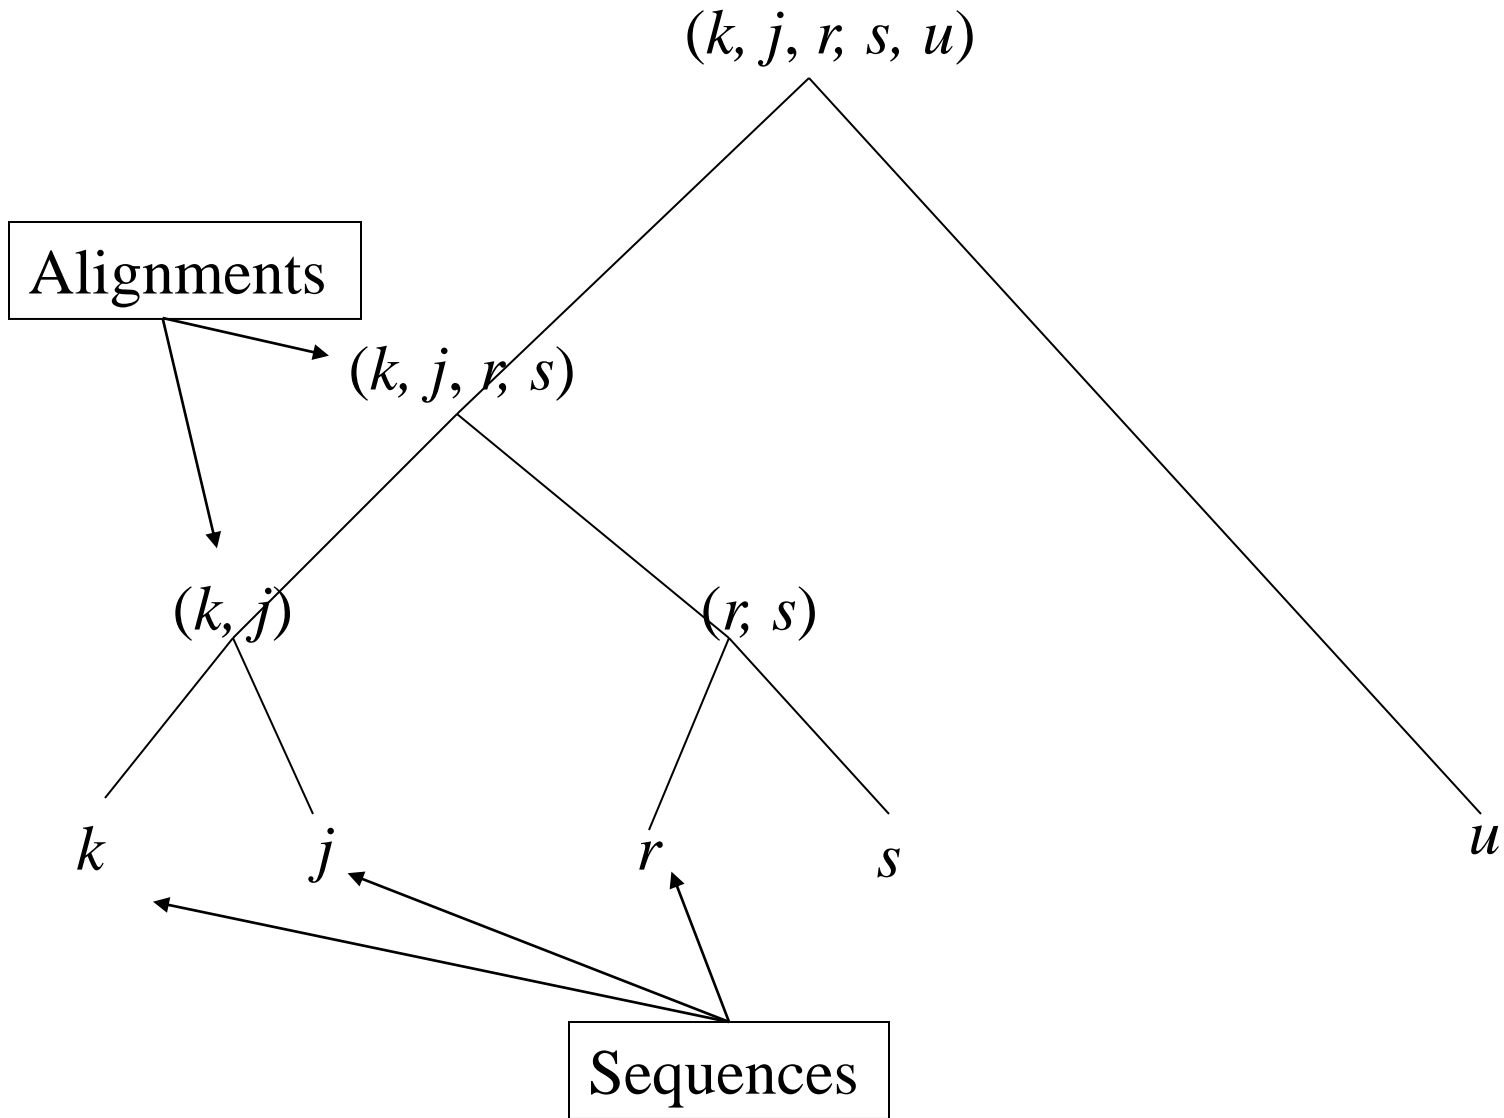 (k, j, r, s, u)
Alignments
(k, j, r, s)
(k, j)
(r, s)
k
j
r
s
u
Sequences